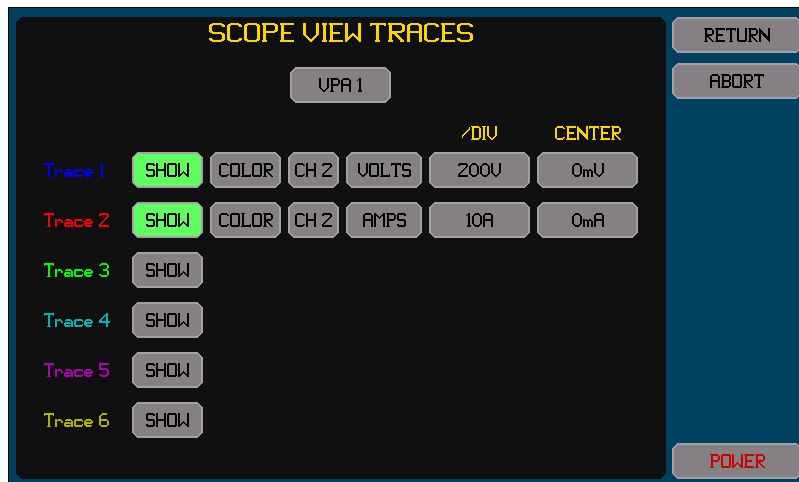 SCOPE VIEW TRACES
RETURN
VPA 1
ABORT
/DIV CENTER
Trace 1 SHOW COLOR CH 2 VOLTS 200V 0mV
Trace 2 SHOW COLOR CH 2 AMPS 10A 0mA
Trace 3 SHOW
Trace 4 SHOW
Trace 5 SHOW
Trace 6 SHOW
POWER